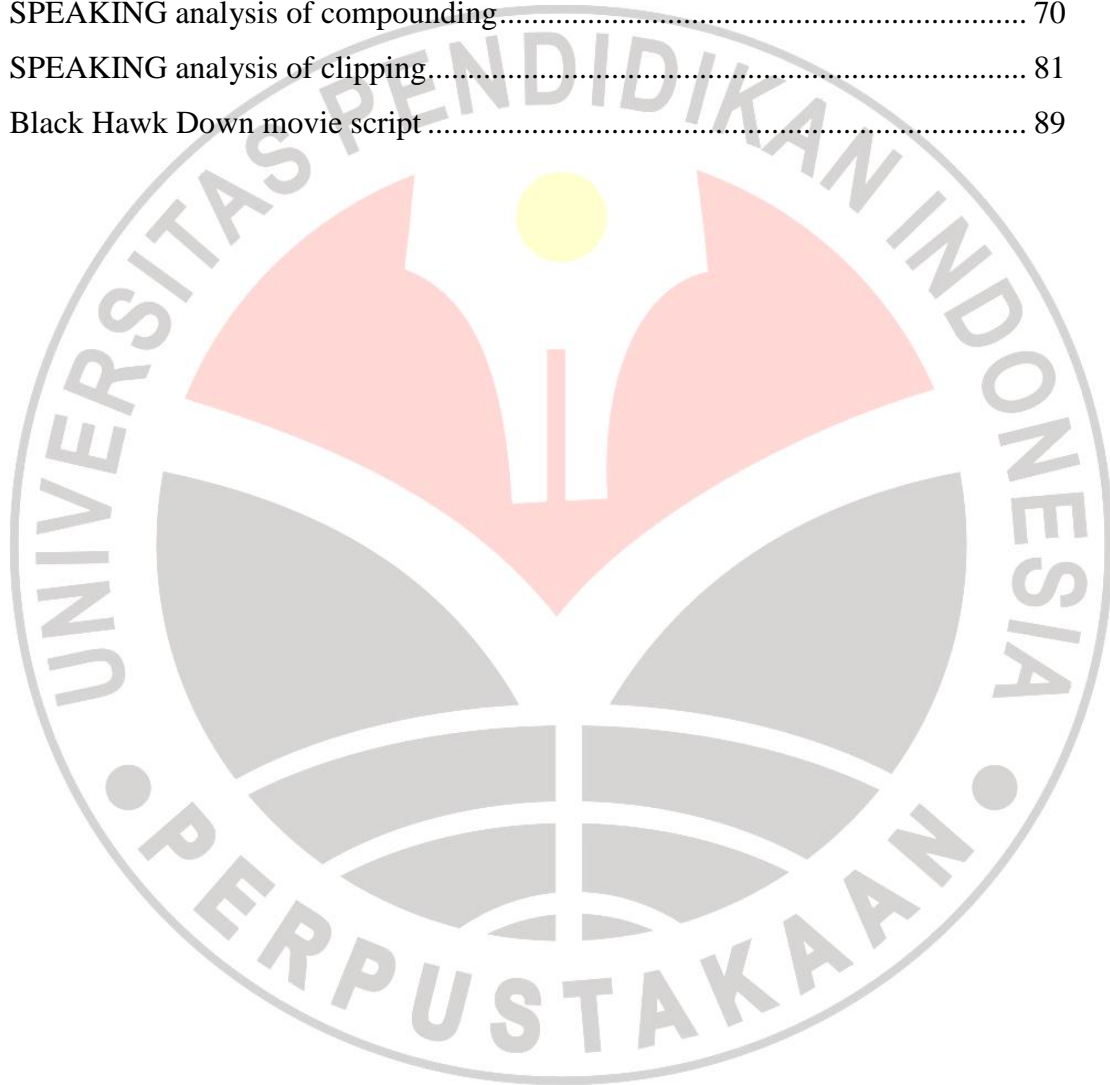 SPEAKING analysis of compounding............................................................................ 70
SPEAKING analysis of clipping....................................................................................... 81
Black Hawk Down movie script ....................................................................................... 89
UNIVERSITAS PENDIDIKAN INDONESIA
PERPUSTAKAAN